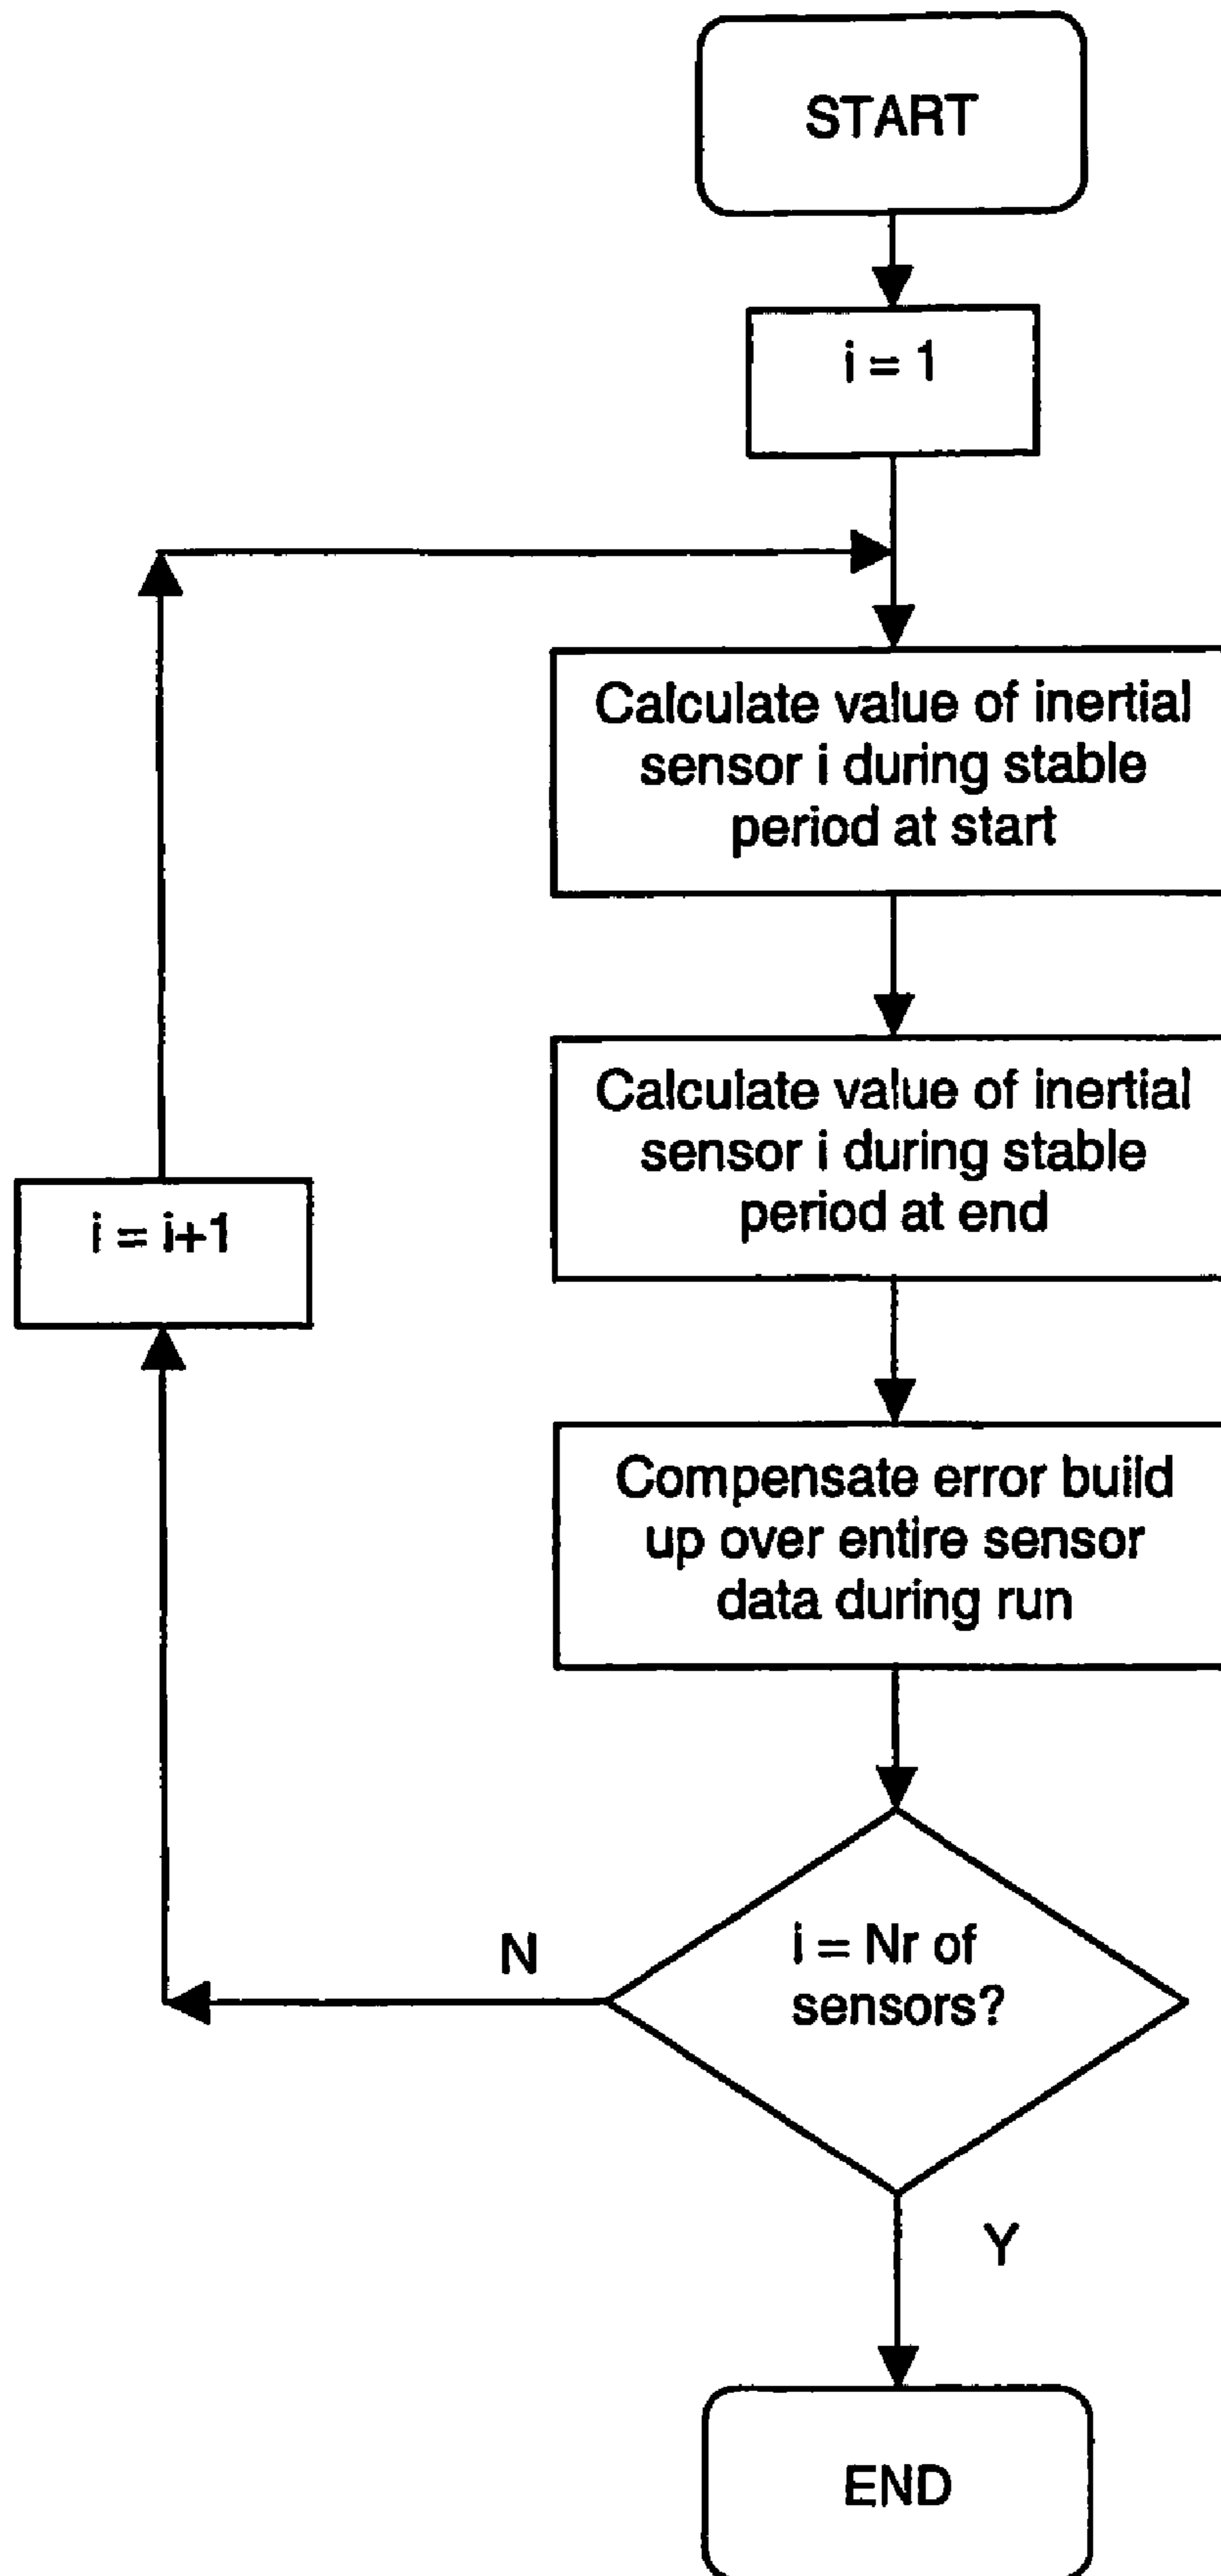 START
i = 1
Calculate value of inertial
sensor i during stable
period at start
Calculate value of inertial
sensor i during stable
period at end
i = i+1
Compensate error build
up over entire sensor
data during run
N
i = Nr of
sensors?
Y
END